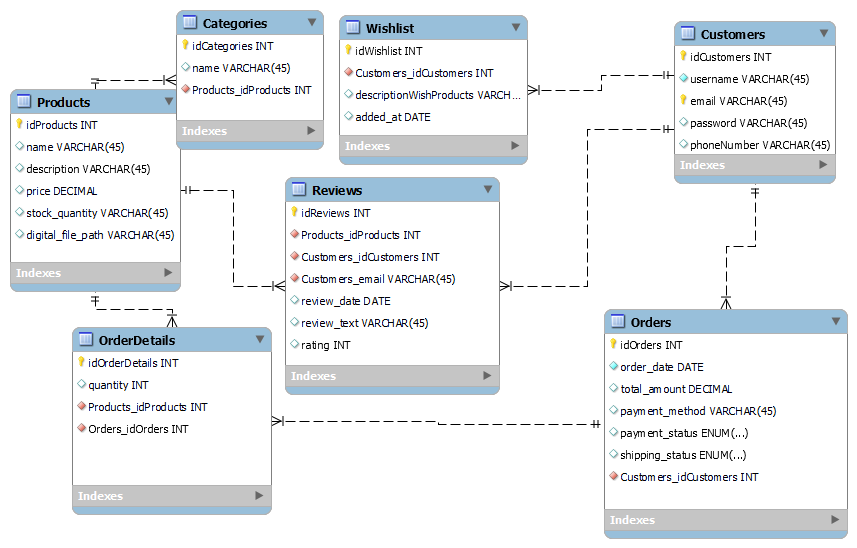 Categories
idCategories INT
name VARCHAR(45)
Products_idProducts INT
Indexes
Wishlist
idWishlist INT
Customers_idCustomers INT
descriptionWishProducts VARCH...
added_at DATE
Indexes
Customers
idCustomers INT
username VARCHAR(45)
email VARCHAR(45)
password VARCHAR(45)
phoneNumber VARCHAR(45)
Indexes
Products
idProducts INT
name VARCHAR(45)
description VARCHAR(45)
price DECIMAL
stock_quantity VARCHAR(45)
digital_file_path VARCHAR(45)
Indexes
Reviews
idReviews INT
Products_idProducts INT
Customers_idCustomers INT
Customers_email VARCHAR(45)
review_date DATE
review_text VARCHAR(45)
rating INT
Indexes
OrderDetails
idOrderDetails INT
quantity INT
Products_idProducts INT
Orders_idOrders INT
Indexes
Orders
idOrders INT
order_date DATE
total_amount DECIMAL
payment_method VARCHAR(45)
payment_status ENUM(...)
shipping_status ENUM(...)
Customers_idCustomers INT
Indexes